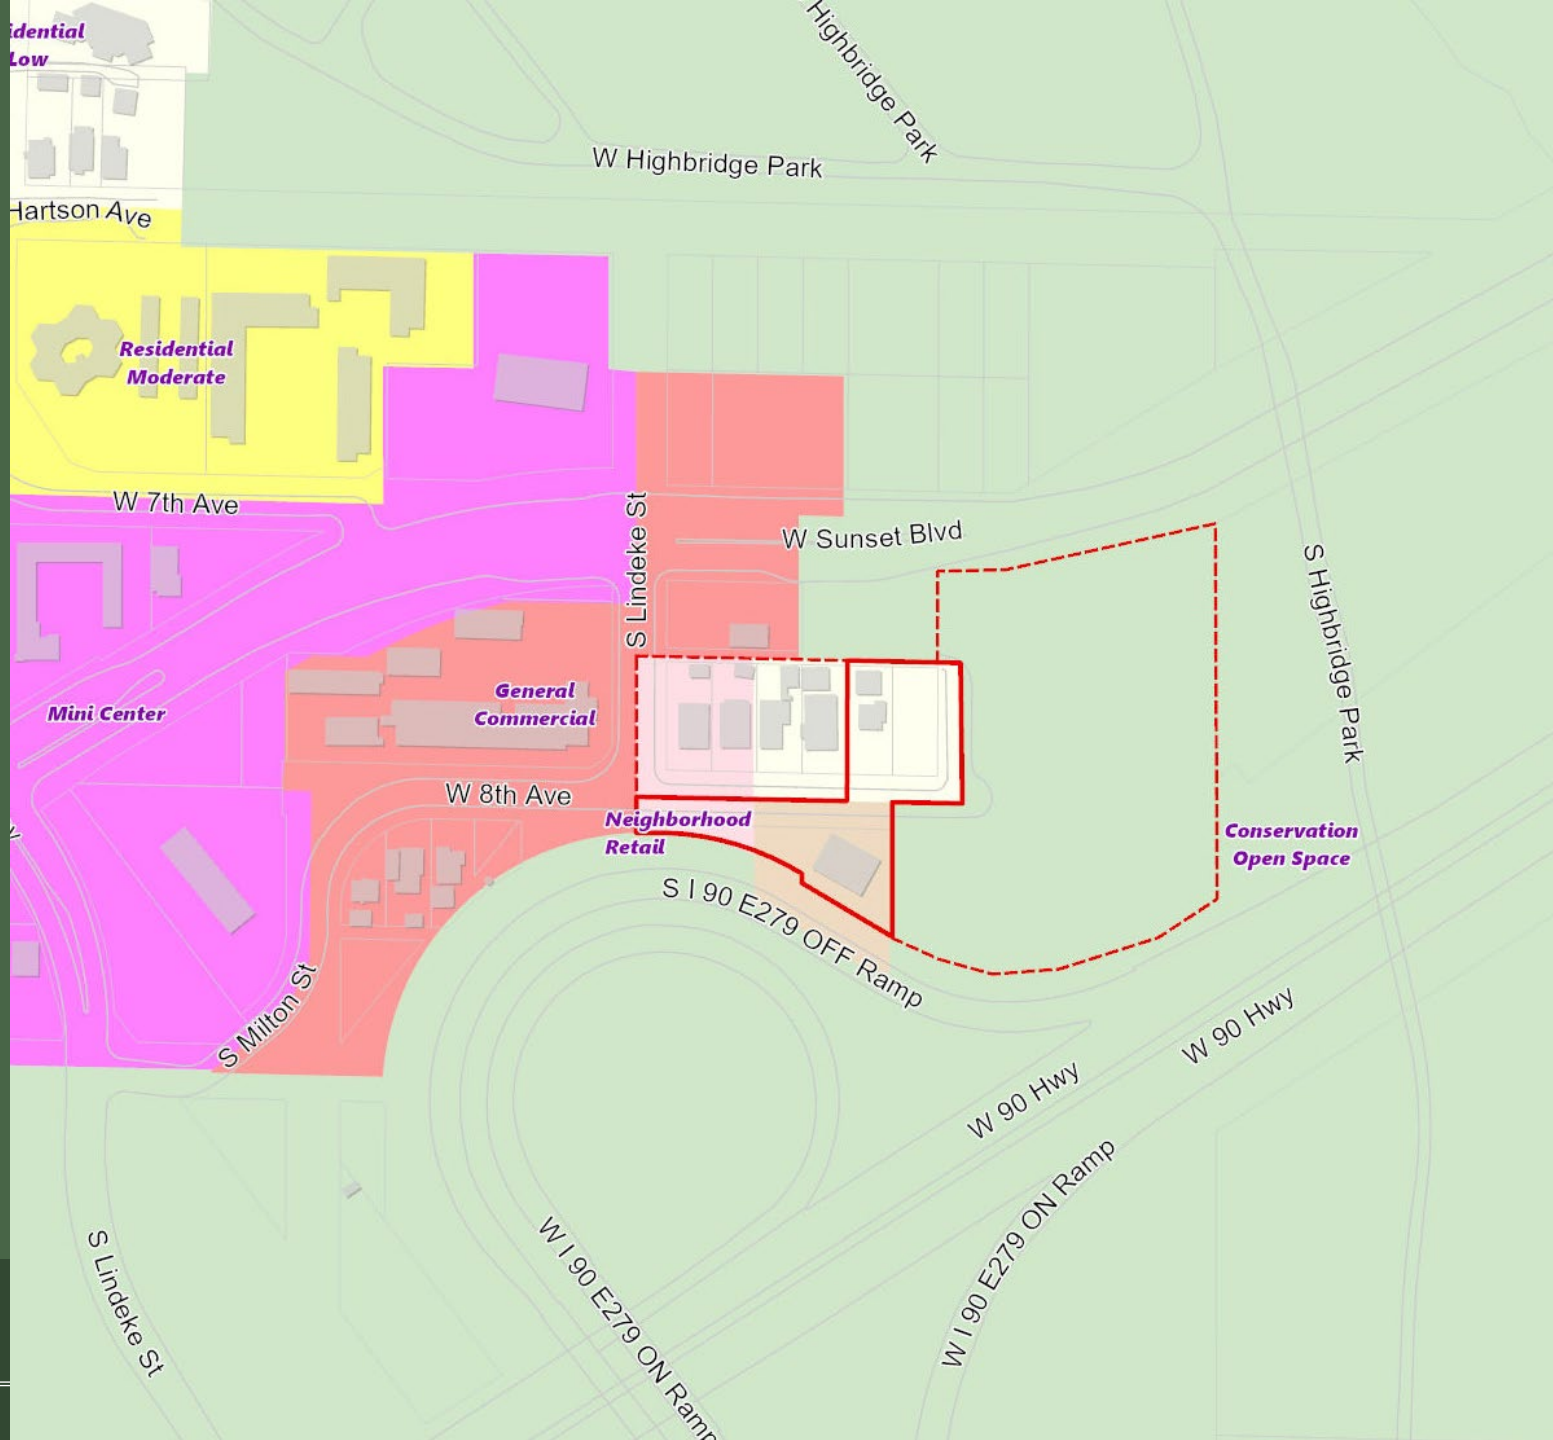 idential
Low
Highbridge Park
W Highbridge Park
Hartson Ave
Residential
Moderate
W 7th Ave
S Lindeke St
W Sunset Blvd
S Highbridge Park
General
Commercial
Mini Center
W 8th Ave
Neighborhood
Retail
Conservation
Open Space
S I 90 E279 OFF Ramp
S Milton St
W 90 Hwy
W 90 Hwy
W I 90 E279 ON Ramp
W I 90 E279 ON Ramp
S Lindeke St